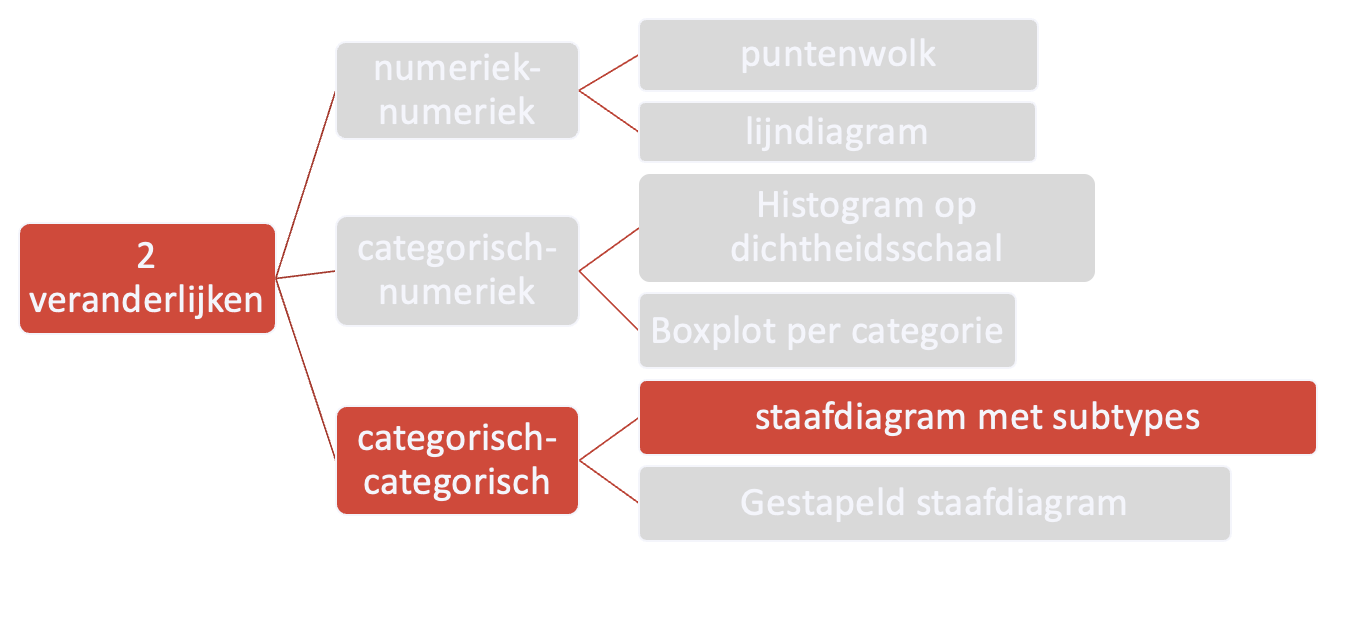 numeriek-
numeriek
puntenwolk
lijndiagram
2
veranderlijken
categorisch-
numeriek
Histogram op
dichtheidsschaal
Boxplot per categorie
categorisch-
categorisch
staafdiagram met subtypes
Gestapeld staafdiagram